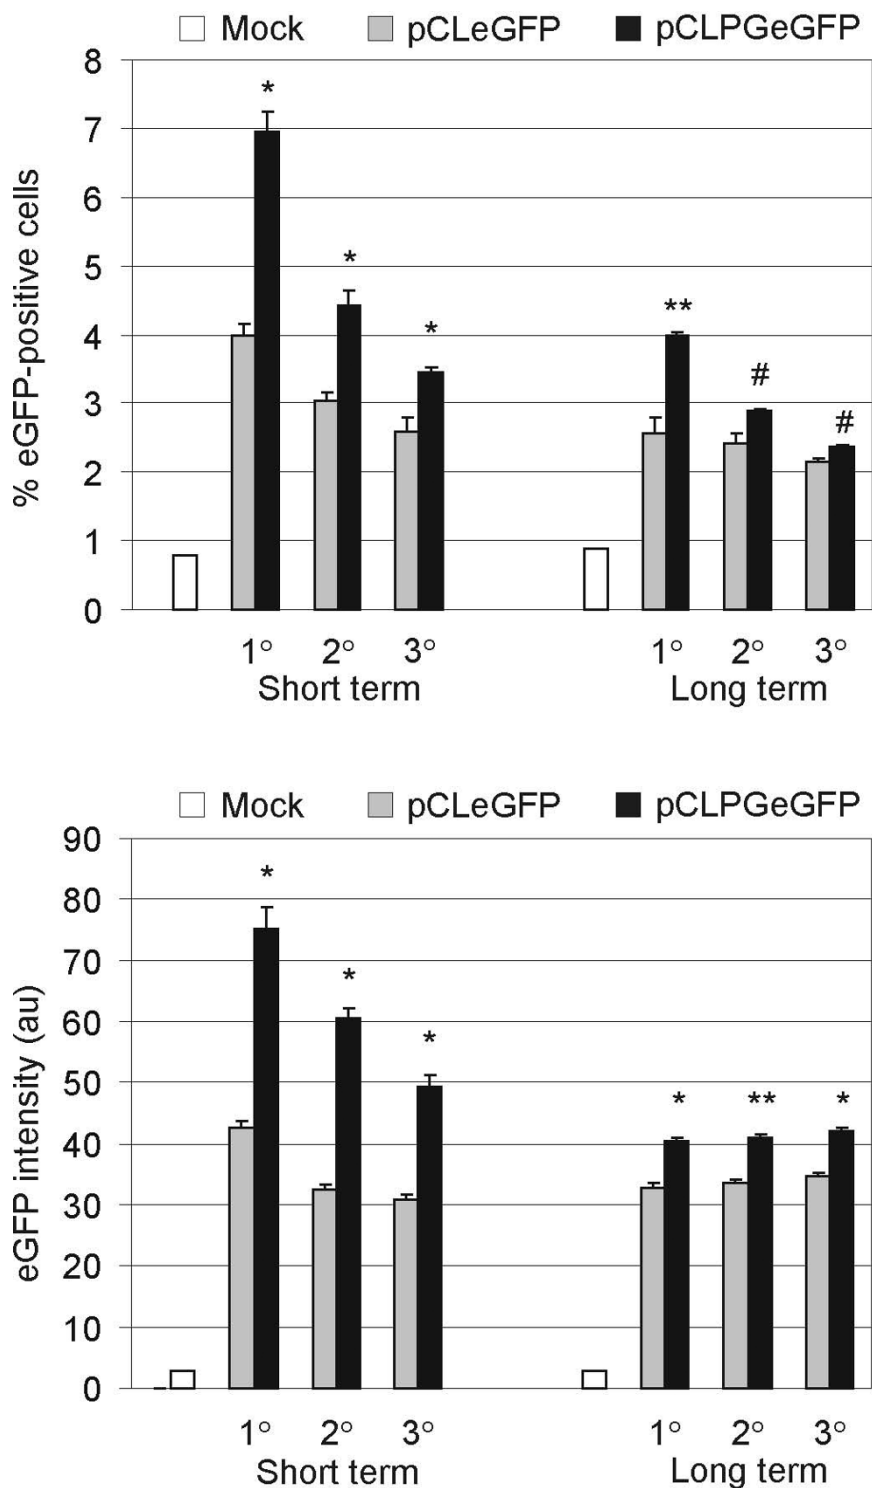 Mock pCLeGFP pCLPGeGFP
% eGFP-positive cells
8
7
6
5
4
3
2
1
0
* * * ** # #
1° 2° 3° 1° 2° 3°
Short term Long term
Mock pCLeGFP pCLPGeGFP
eGFP intensity (au)
90
80
70
60
50
40
30
20
10
0
* * * * ** *
1° 2° 3° 1° 2° 3°
Short term Long term